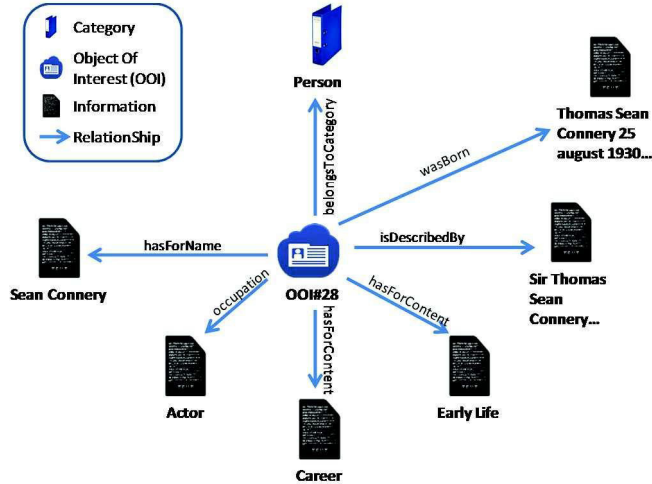 Category
Object Of
Interest (OOI)
Information
RelationShip
Person
belongsToCategory
wasBorn
Thomas Sean
Connery 25
august 1930...
hasForName
isDescribedBy
Sean Connery
occupation
OOI#28
hasForContent
hasForContent
Sir Thomas
Sean
Connery...
Actor
Early Life
Career